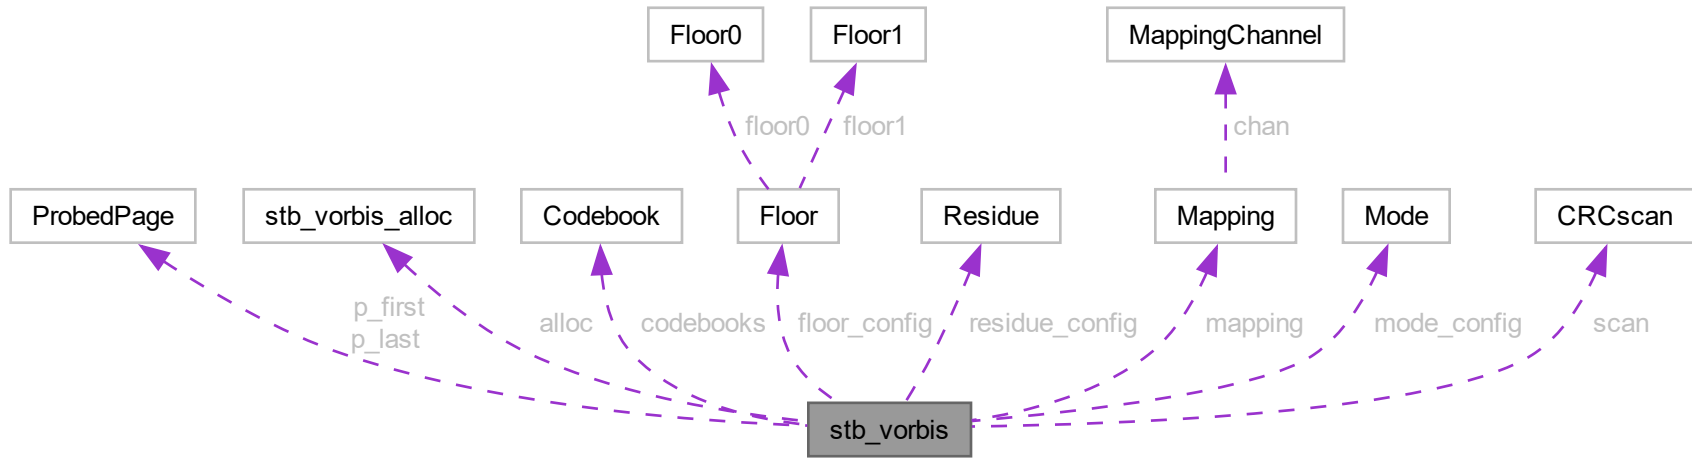 Floor0
Floor1
MappingChannel
floor0
floor1
chan
ProbedPage
stb_vorbis_alloc
Codebook
Floor
Residue
Mapping
Mode
CRCscan
p_first
p_last
alloc
codebooks
floor_config
residue_config
mapping
mode_config
scan
stb_vorbis